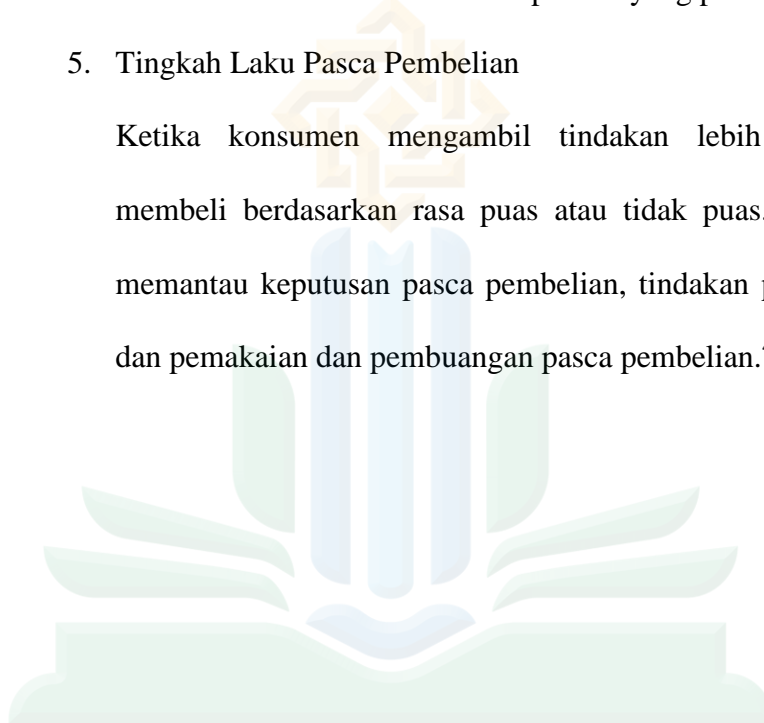 5. Tingkah Laku Pasca Pembelian
Ketika konsumen mengambil tindakan lebih
membeli berdasarkan rasa puas atau tidak puas.
memantau keputusan pasca pembelian, tindakan
dan pemakaian dan pembuangan pasca pembelian.